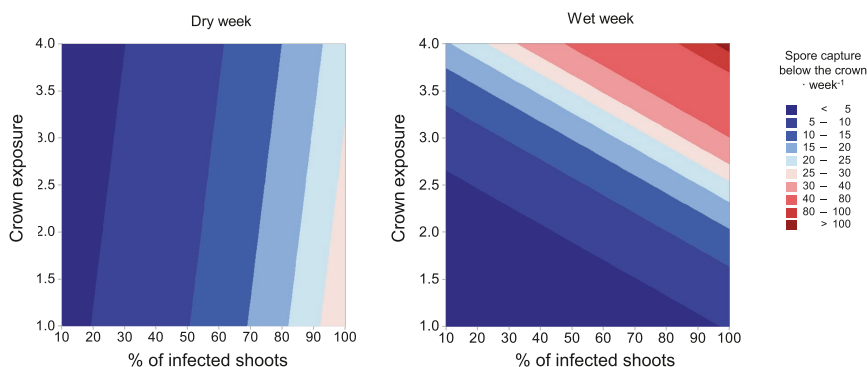 Dry week
4.0
3.5
3.0
2.5
2.0
1.5
1.0
Crown exposure
10 20 30 40 50 60 70 80 90 100
% of infected shoots
Wet week
4.0
3.5
3.0
2.5
2.0
1.5
1.0
Crown exposure
10 20 30 40 50 60 70 80 90 100
% of infected shoots
Spore capture
below the crown
· week⁻¹
< 5
5 – 10
10 – 15
15 – 20
20 – 25
25 – 30
30 – 40
40 – 80
80 – 100
> 100